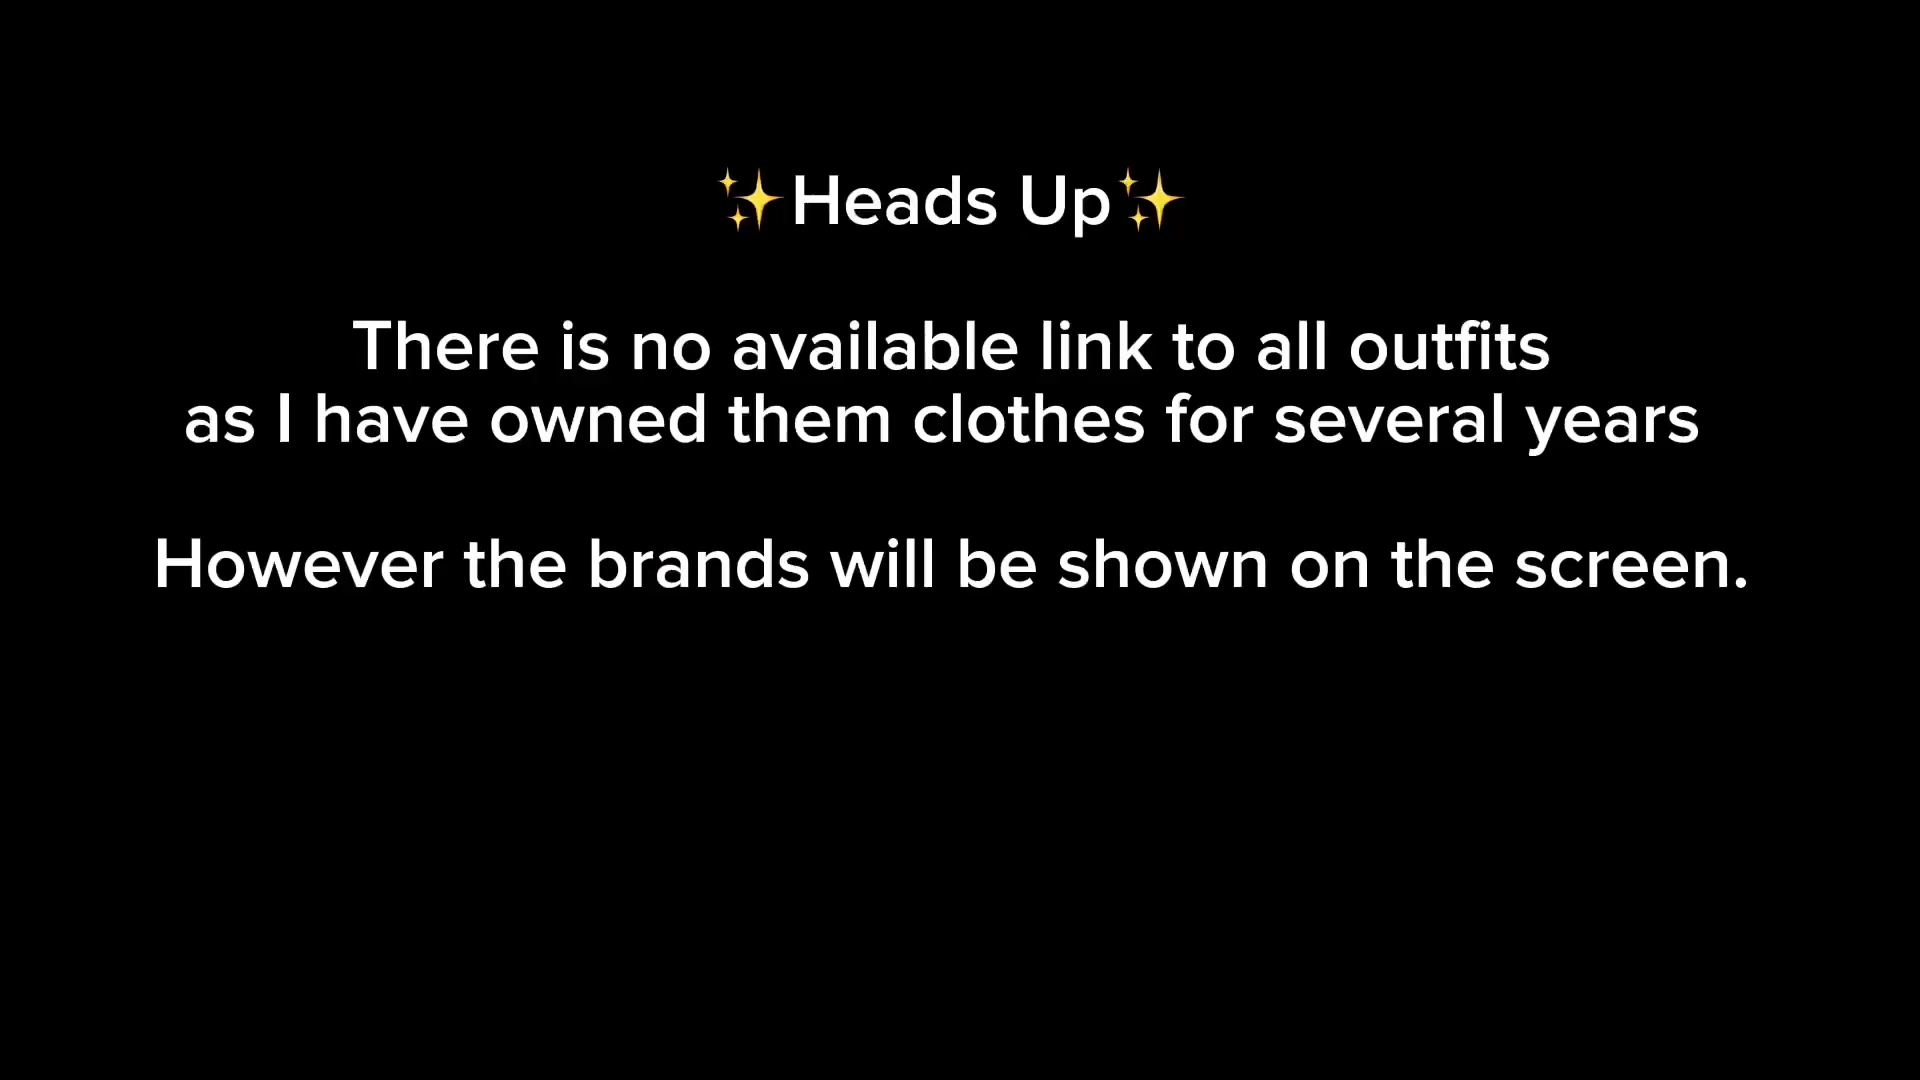 ✨Heads Up✨
There is no available link to all outfits
as I have owned them clothes for several years
However the brands will be shown on the screen.